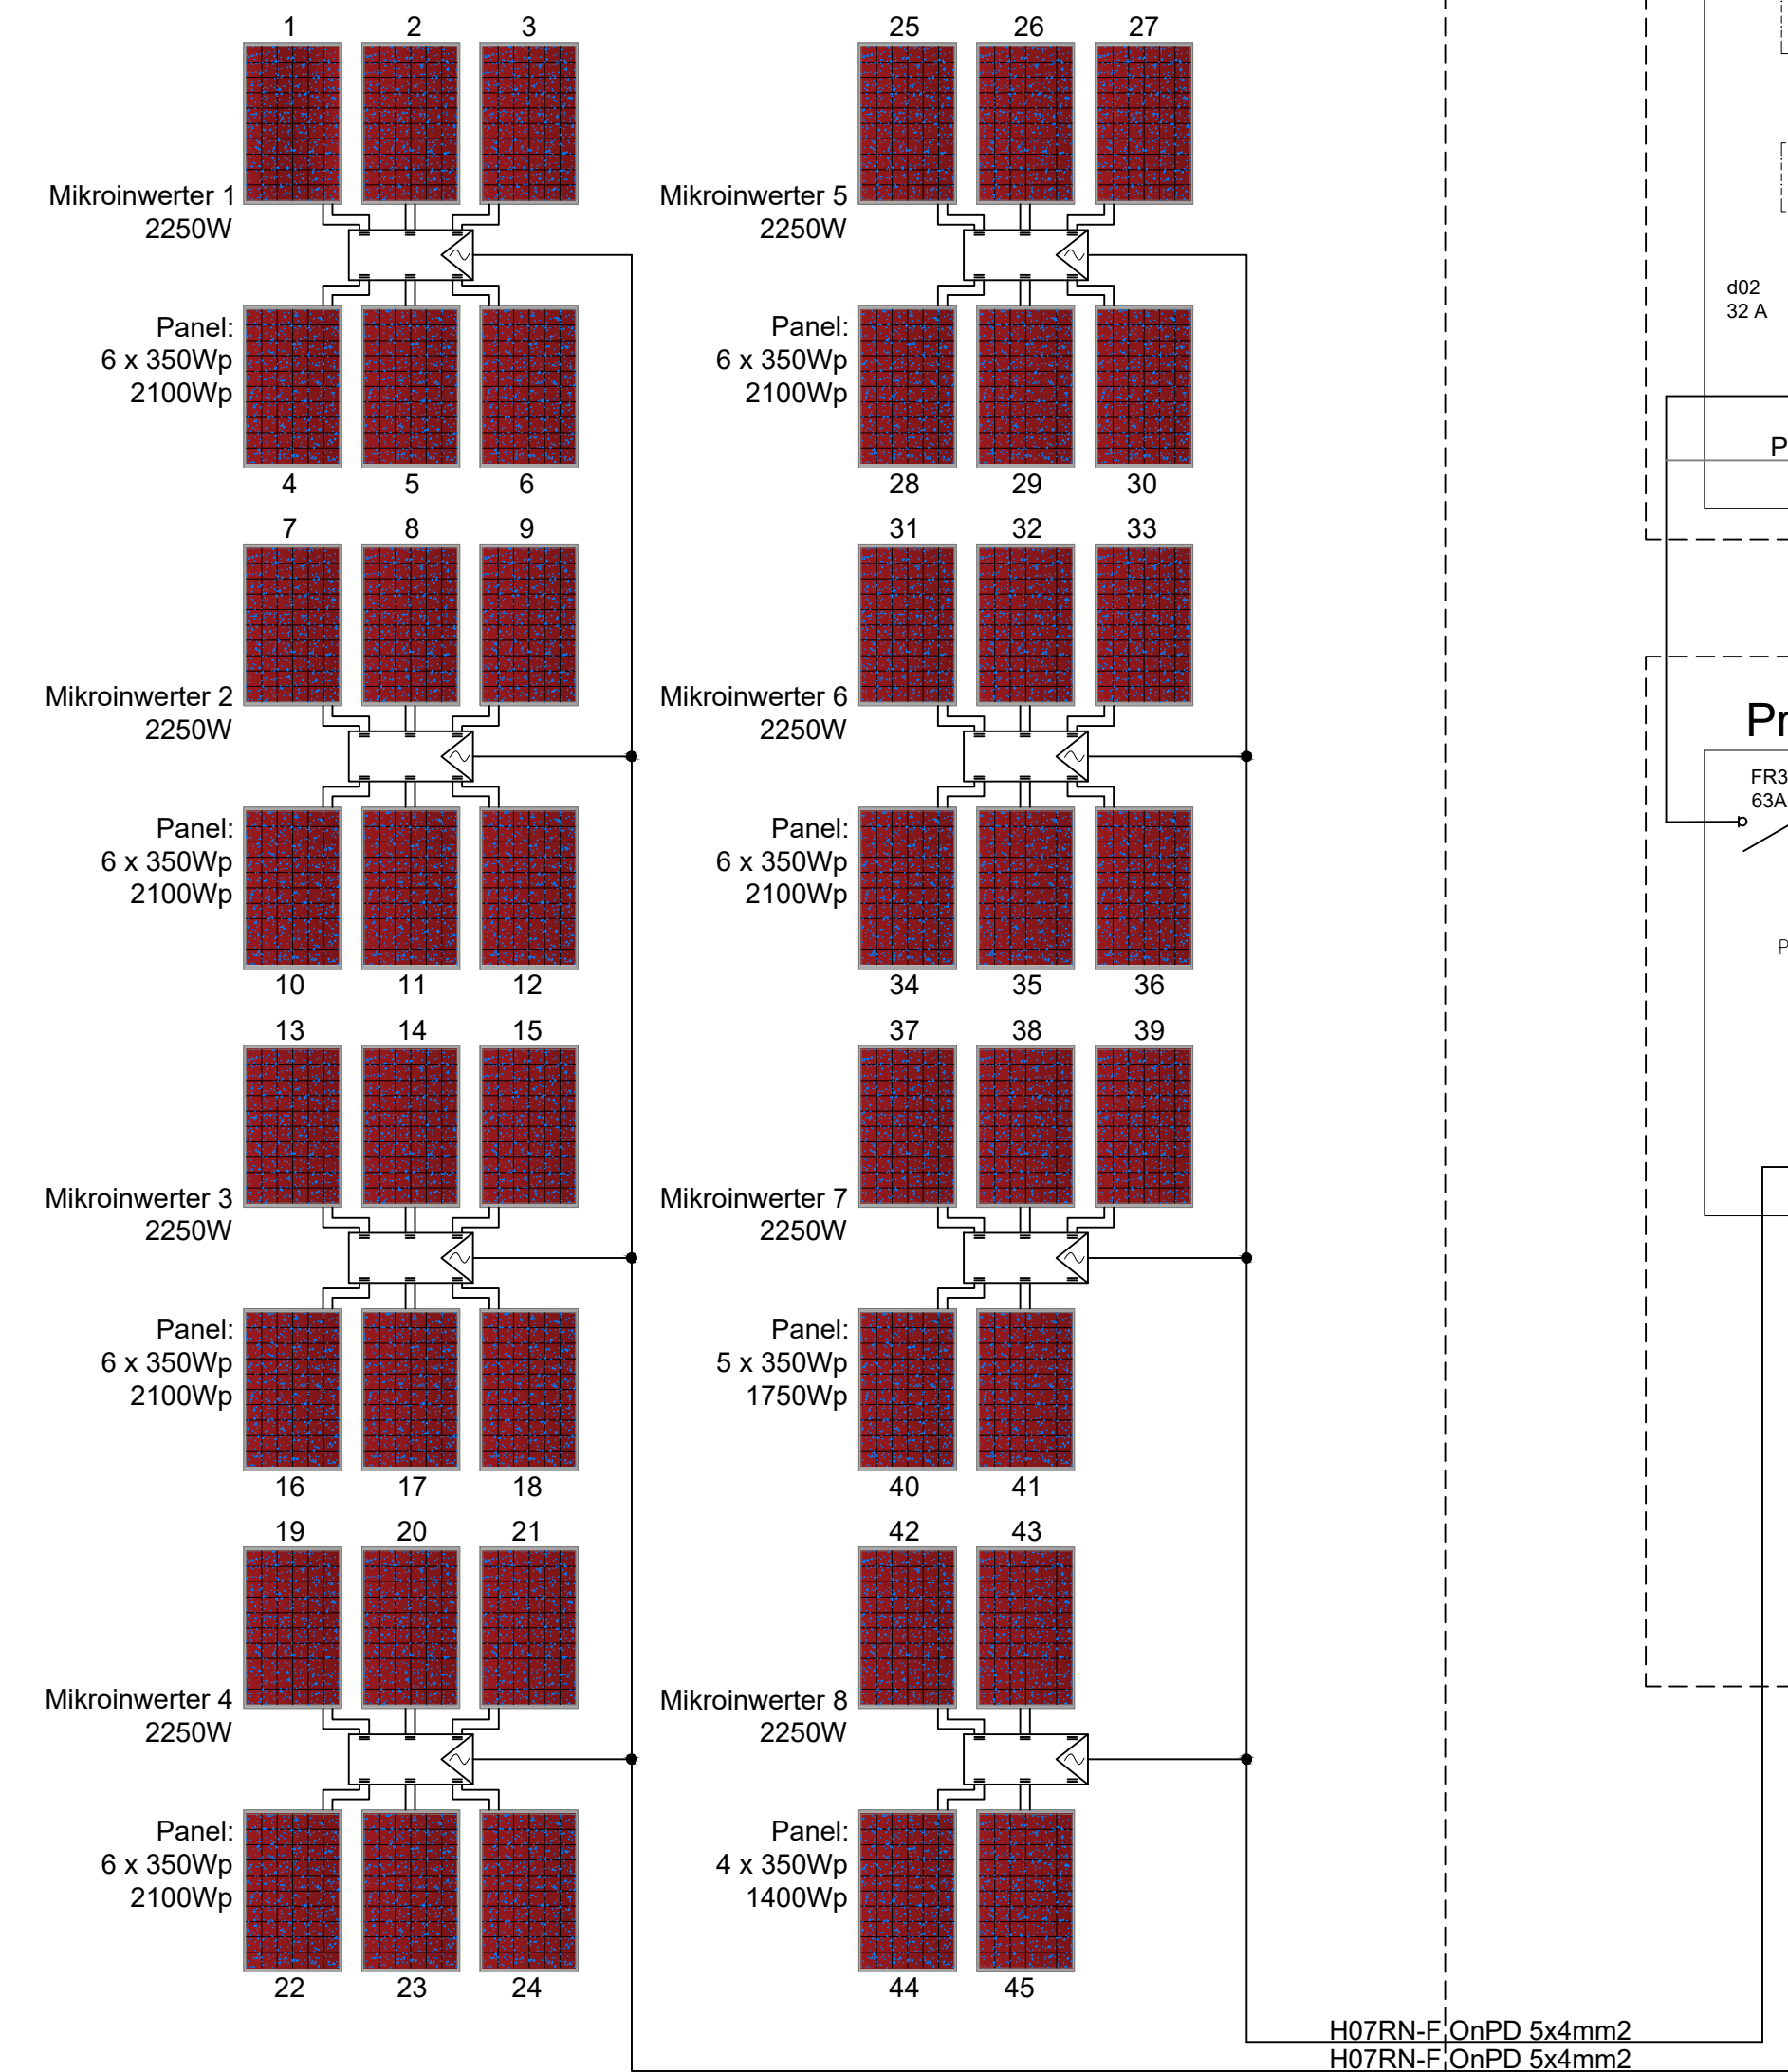 1 2 3
Mikroinwerter 1
2250W
Panel:
6 x 350Wp
2100Wp
4 5 6
7 8 9
Mikroinwerter 2
2250W
Panel:
6 x 350Wp
2100Wp
10 11 12
13 14 15
Mikroinwerter 3
2250W
Panel:
6 x 350Wp
2100Wp
16 17 18
19 20 21
Mikroinwerter 4
2250W
Panel:
6 x 350Wp
2100Wp
22 23 24
25 26 27
Mikroinwerter 5
2250W
Panel:
6 x 350Wp
2100Wp
28 29 30
31 32 33
Mikroinwerter 6
2250W
Panel:
6 x 350Wp
2100Wp
34 35 36
37 38 39
Mikroinwerter 7
2250W
Panel:
5 x 350Wp
1750Wp
40 41
42 43
Mikroinwerter 8
2250W
Panel:
4 x 350Wp
1400Wp
44 45
H07RN-F OnPD 5x4mm2
H07RN-F OnPD 5x4mm2
d02
32 A
P
Pr
FR3
63A
P